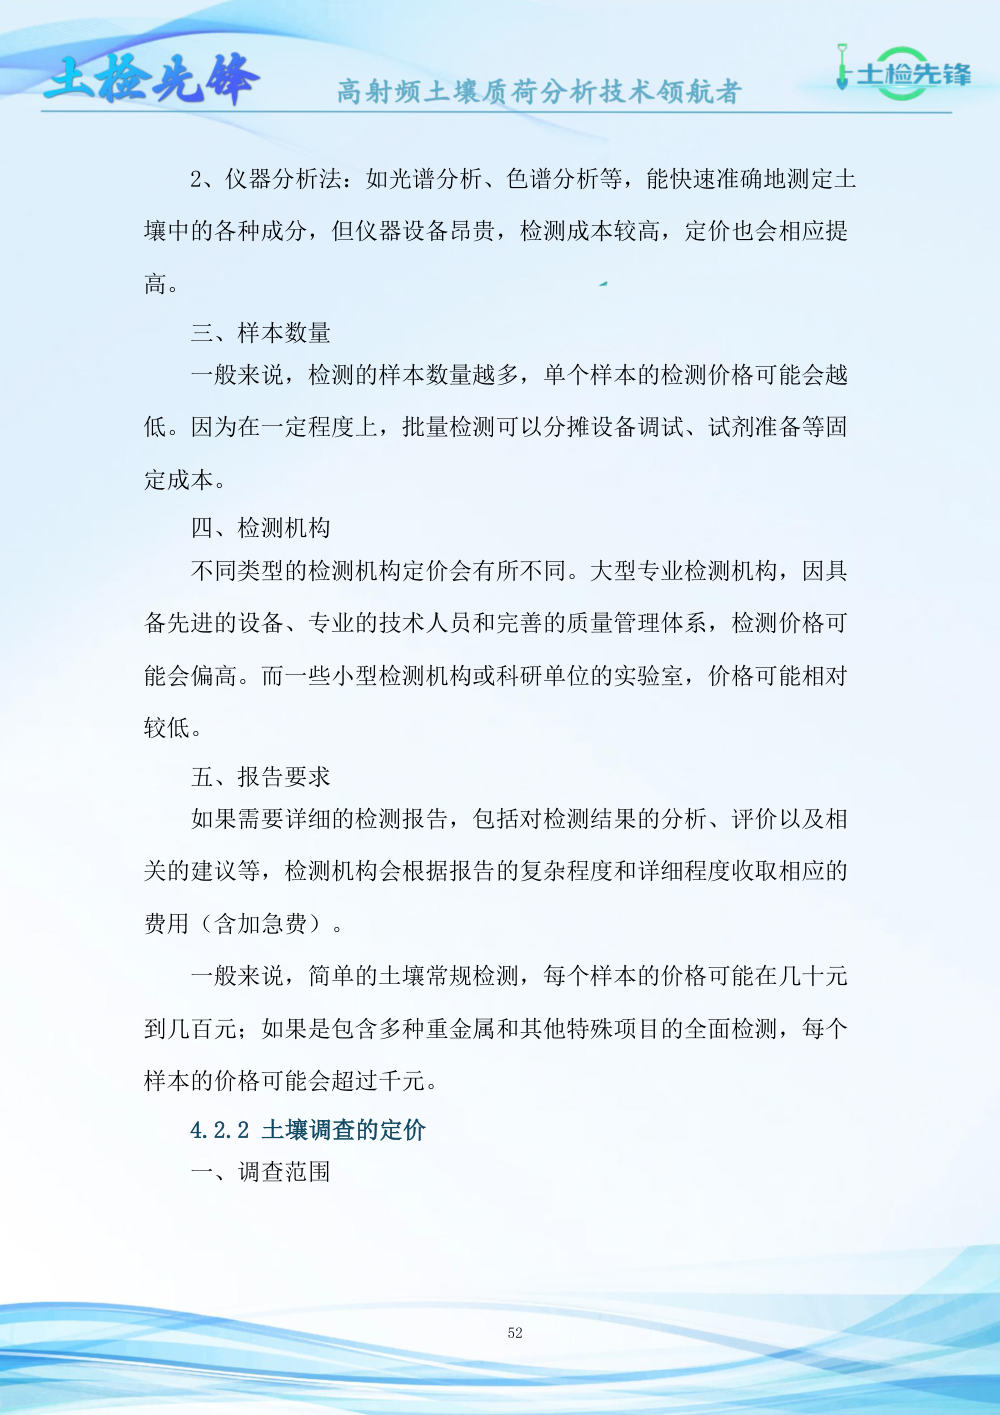 土检先锋
高射频土壤质荷分析技术领航者
土检先锋
2、仪器分析法：如光谱分析、色谱分析等，能快速准确地测定土
壤中的各种成分，但仪器设备昂贵，检测成本较高，定价也会相应提
高。
三、样本数量
一般来说，检测的样本数量越多，单个样本的检测价格可能会越
低。因为在一定程度上，批量检测可以分摊设备调试、试剂准备等固
定成本。
四、检测机构
不同类型的检测机构定价会有所不同。大型专业检测机构，因具
备先进的设备、专业的技术人员和完善的质量管理体系，检测价格可
能会偏高。而一些小型检测机构或科研单位的实验室，价格可能相对
较低。
五、报告要求
如果需要详细的检测报告，包括对检测结果的分析、评价以及相
关的建议等，检测机构会根据报告的复杂程度和详细程度收取相应的
费用（含加急费）。
一般来说，简单的土壤常规检测，每个样本的价格可能在几十元
到几百元；如果是包含多种重金属和其他特殊项目的全面检测，每个
样本的价格可能会超过千元。
4.2.2 土壤调查的定价
一、调查范围
52